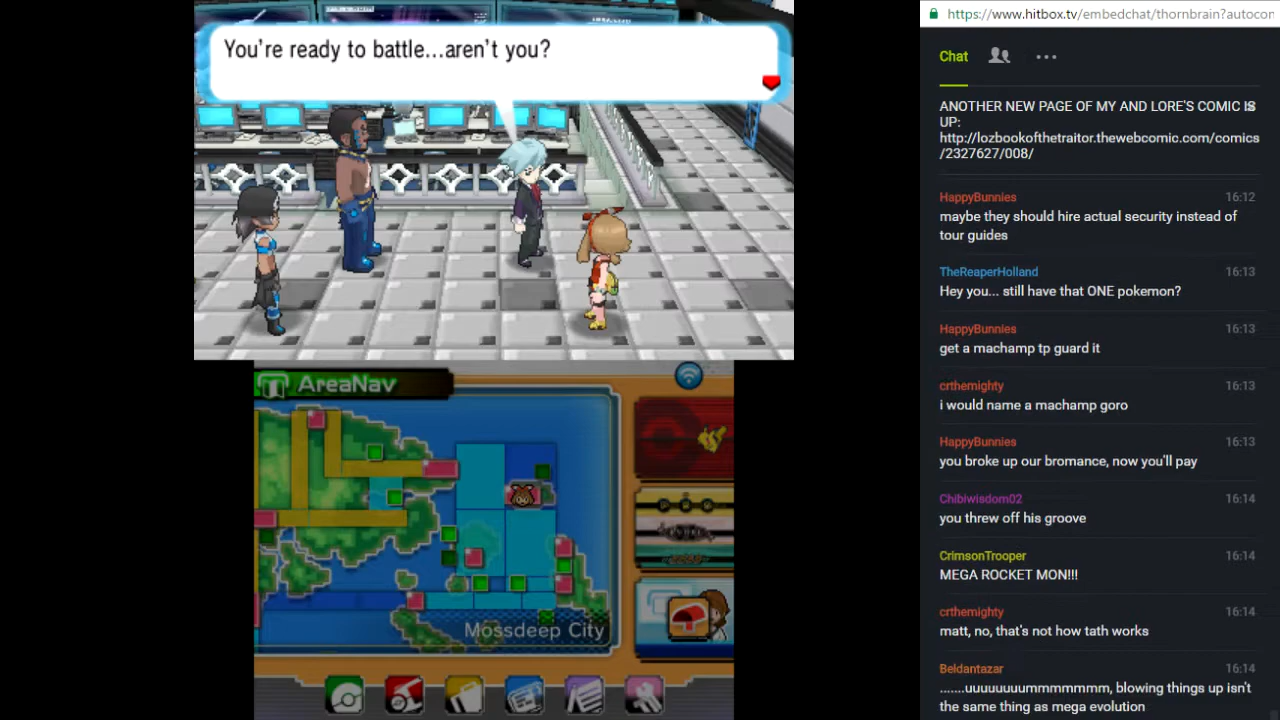 You're ready to battle...aren't you?
AreaNav
Mossdeep City
https://www.hitbox.tv/embedchat/thornbrain?autocon
Chat
ANOTHER NEW PAGE OF MY AND LORE'S COMIC IS
UP:
http://lozbookofthetraitor.thewebcomic.com/comics
/2327627/008/
HappyBunnies 16:12
maybe they should hire actual security instead of
tour guides
TheReaperHolland 16:13
Hey you... still have that ONE pokemon?
HappyBunnies 16:13
get a machamp tp guard it
crthemighty 16:13
i would name a machamp goro
HappyBunnies 16:13
you broke up our bromance, now you'll pay
Chibiwisdom02 16:14
you threw off his groove
CrimsonTrooper 16:14
MEGA ROCKET MON!!!
crthemighty 16:14
matt, no, that's not how tath works
Beldantazar 16:14
.......uuuuuuuummmmmmm, blowing things up isn't
the same thing as mega evolution